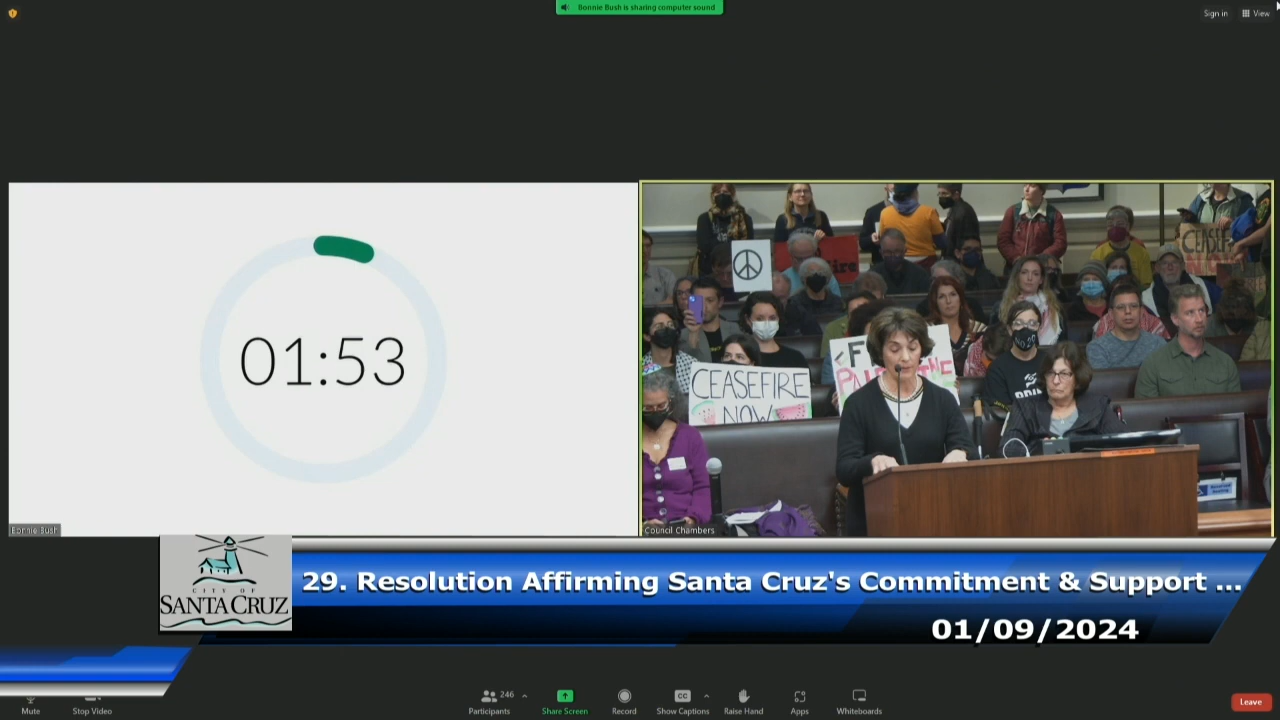 Bonnie Bush is sharing computer sound
Sign in
View
01:53
CEASEFIRE
NOW
CEASEF
Bonnie Bush
Council Chambers
CITY OF
SANTA CRUZ
29. Resolution Affirming Santa Cruz's Commitment & Support ...
01/09/2024
Mute
Stop Video
Participants
246
Share Screen
Record
CC
Show Captions
Raise Hand
Apps
Whiteboards
Leave